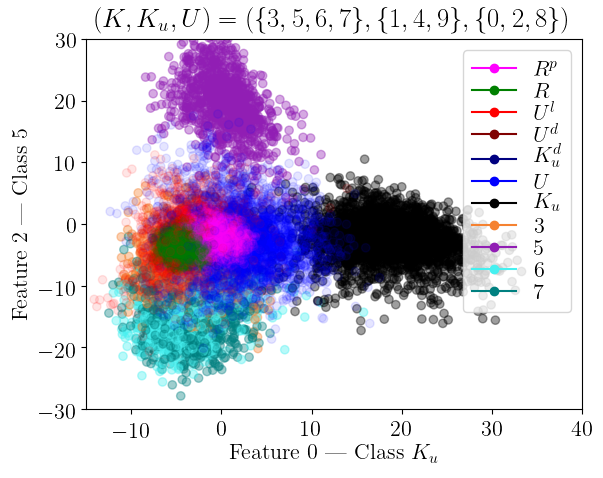 (K, K_u, U) = ({3, 5, 6, 7}, {1, 4, 9}, {0, 2, 8})
30
20
10
0
−10
−20
−30
Feature 2 — Class 5
−10
0
10
20
30
40
Feature 0 — Class K_u
R^p
R
U^l
U^d
K_u^d
U
K_u
3
5
6
7